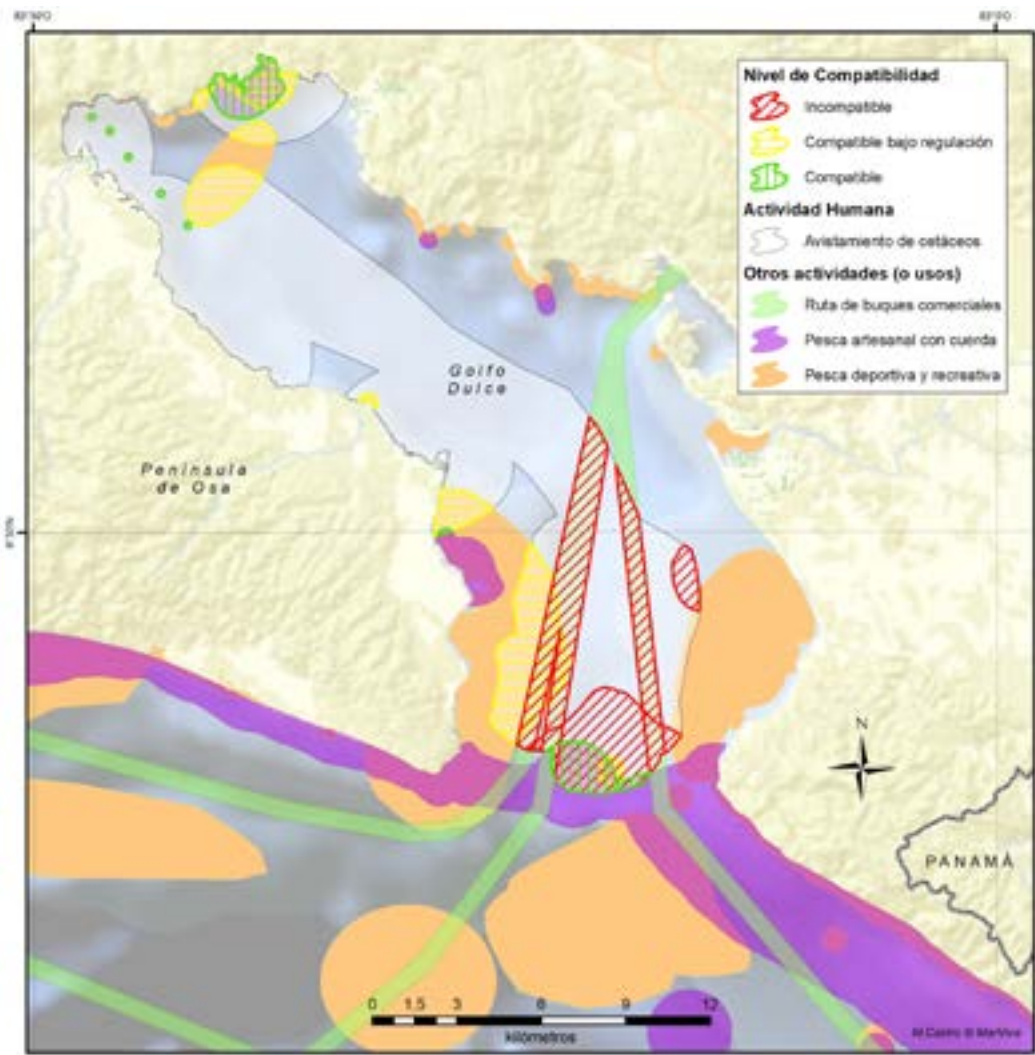 Nivel de Compatibilidad
Incompatible
Compatible bajo regulación
Compatible
Actividad Humana
Avistamiento de cetáceos
Otros actividades (o usos)
Ruta de buques comerciales
Pesca artesanal con cuerda
Pesca deportiva y recreativa
Golfo
Dulce
Península
de Osa
N
PANAMÁ
0 1.5 3 6 9 12
kilómetros
M.Castro © MarViva